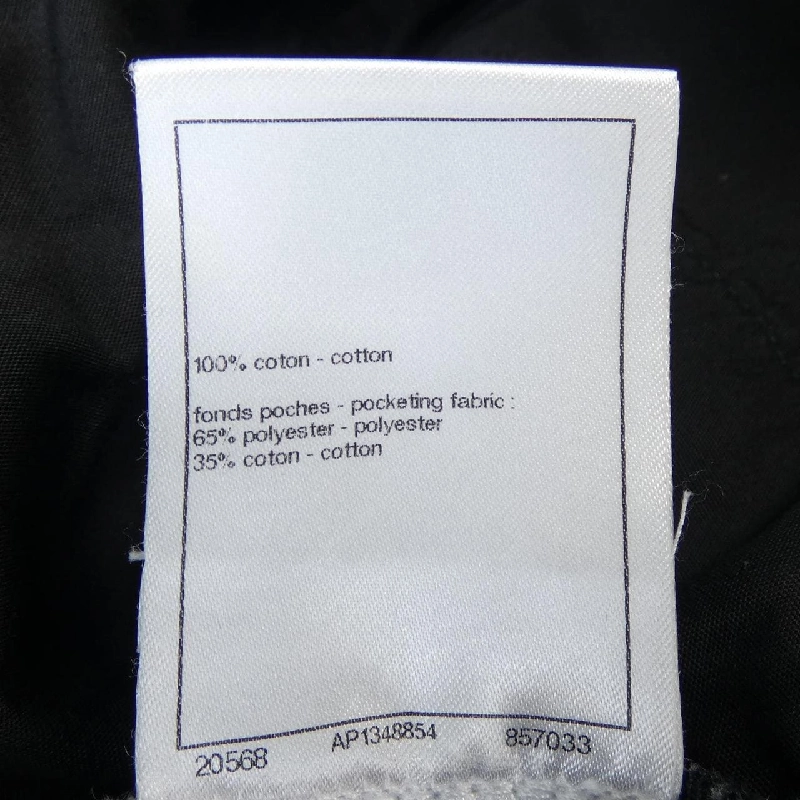 100% coton - cotton
fonds poches - pocketing fabric :
65% polyester - polyester
35% coton - cotton
20568 AP1348854 857033